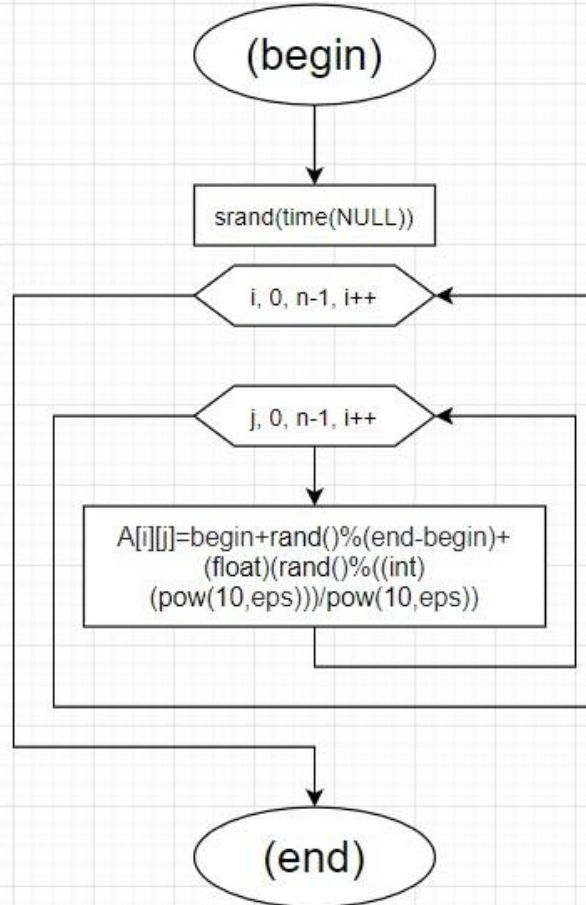 (begin)
srand(time(NULL))
i, 0, n-1, i++
j, 0, n-1, i++
A[i][j]=begin+rand()%(end-begin)+
(float)(rand()%((int)
(pow(10,eps)))/pow(10,eps))
(end)